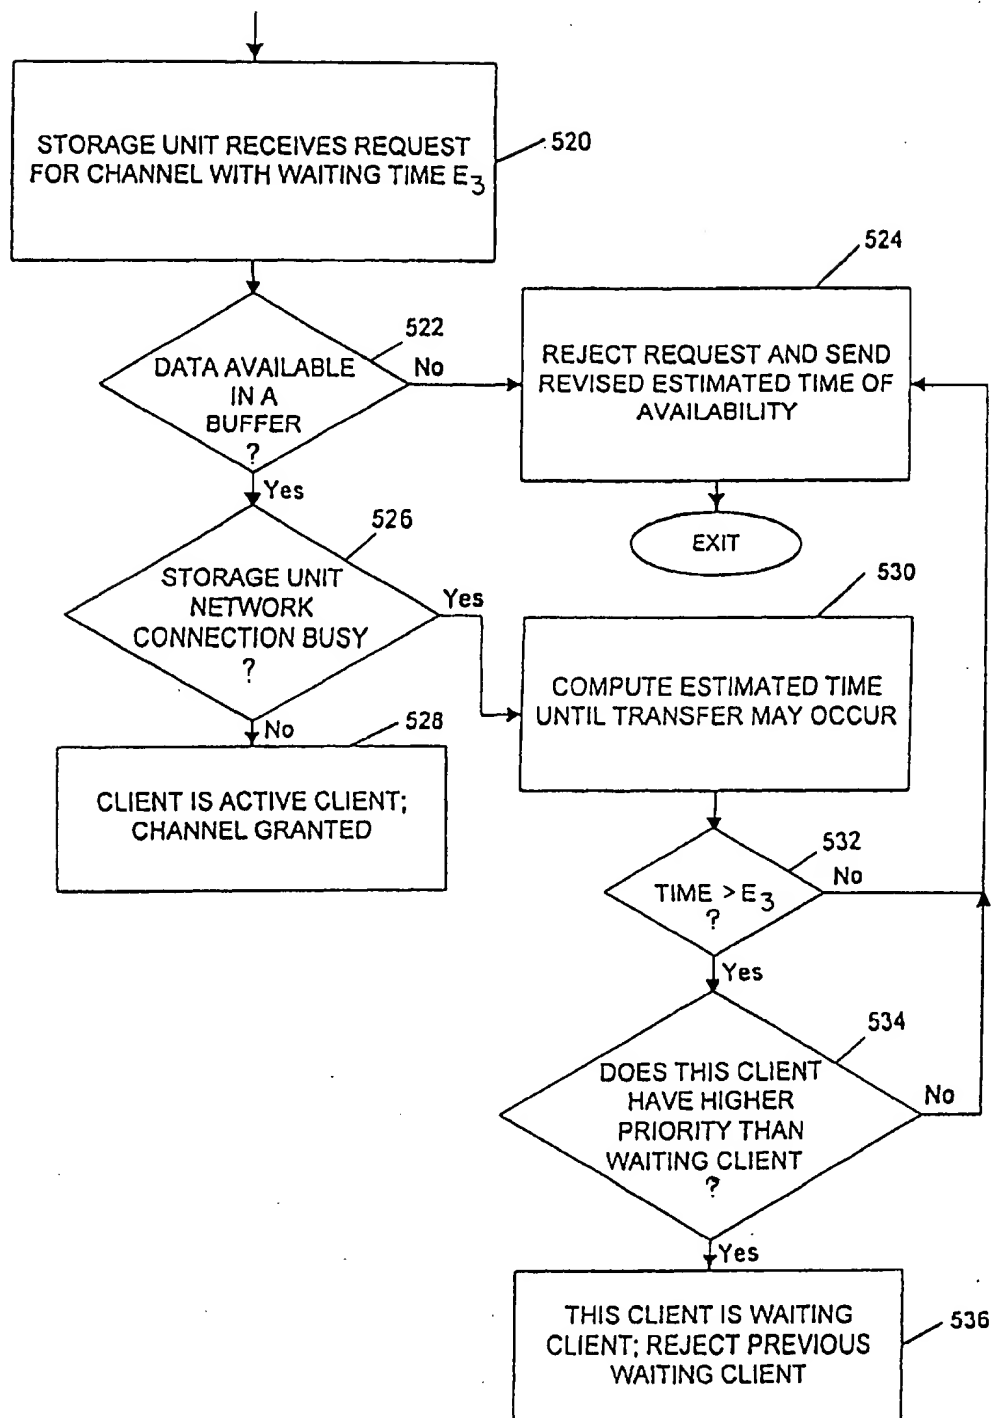 STORAGE UNIT RECEIVES REQUEST
FOR CHANNEL WITH WAITING TIME E3
520
DATA AVAILABLE
IN A
BUFFER
?
522
No
Yes
524
REJECT REQUEST AND SEND
REVISED ESTIMATED TIME OF
AVAILABILITY
EXIT
STORAGE UNIT
NETWORK
CONNECTION BUSY
?
526
Yes
No
528
CLIENT IS ACTIVE CLIENT;
CHANNEL GRANTED
530
COMPUTE ESTIMATED TIME
UNTIL TRANSFER MAY OCCUR
532
TIME > E3
?
No
Yes
534
DOES THIS CLIENT
HAVE HIGHER
PRIORITY THAN
WAITING CLIENT
?
No
Yes
THIS CLIENT IS WAITING
CLIENT; REJECT PREVIOUS
WAITING CLIENT
536